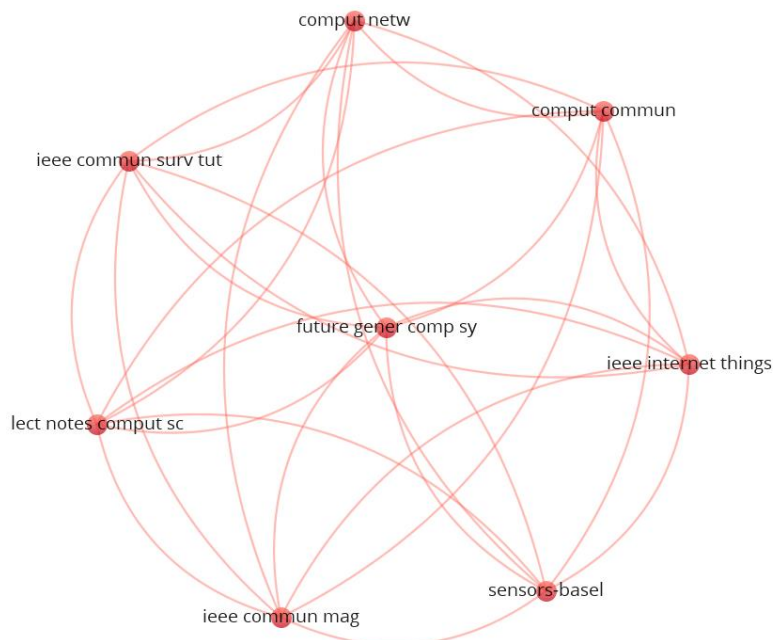 comput netw
comput commun
ieee commun surv tut
future gener comp sy
ieee internet things
lect notes comput sc
sensors-basel
ieee commun mag